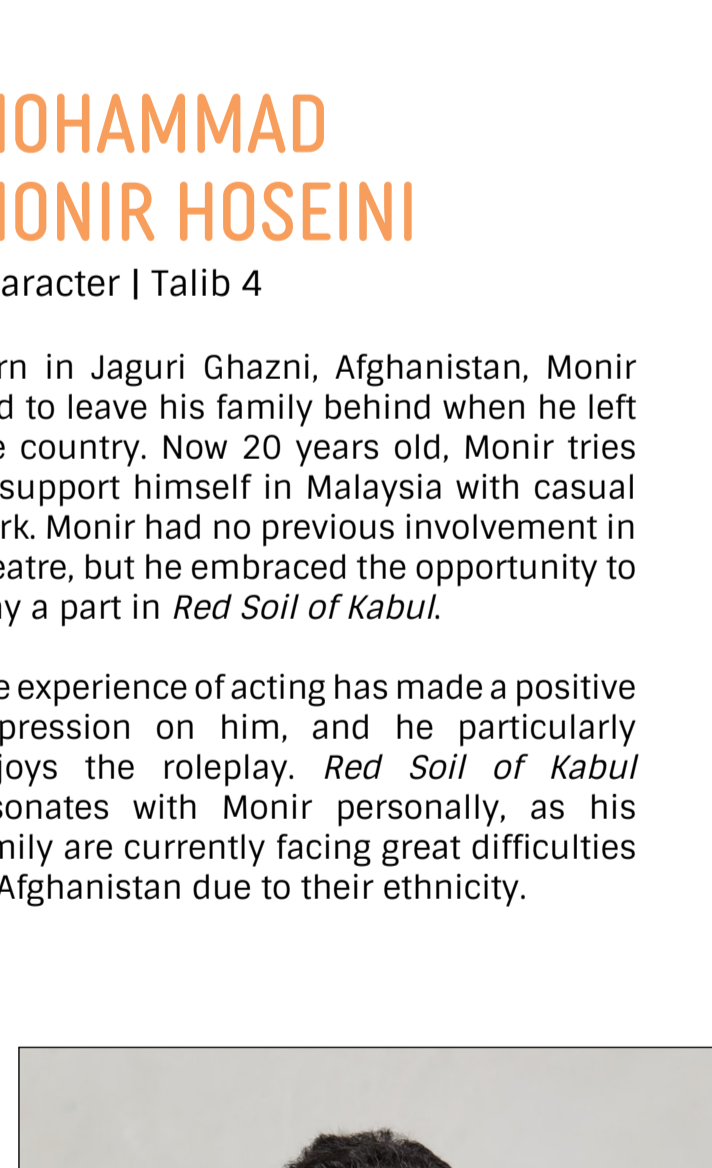 OHAMMAD
ONIR HOSEINI
aracter | Talib 4
rn in Jaguri Ghazni, Afghanistan, Monir
d to leave his family behind when he left
e country. Now 20 years old, Monir tries
support himself in Malaysia with casual
rk. Monir had no previous involvement in
eatre, but he embraced the opportunity to
ay a part in Red Soil of Kabul.
e experience of acting has made a positive
pression on him, and he particularly
joys the roleplay. Red Soil of Kabul
sonates with Monir personally, as his
mily are currently facing great difficulties
Afghanistan due to their ethnicity.